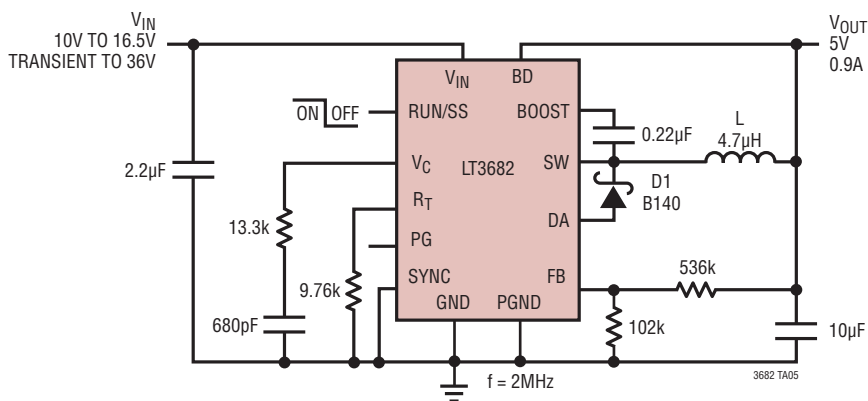 VIN
10V TO 16.5V
TRANSIENT TO 36V
VOUT
5V
0.9A
VIN
BD
ON OFF
RUN/SS
BOOST
0.22µF
L
4.7µH
2.2µF
VC
LT3682
SW
D1
B140
RT
DA
13.3k
PG
536k
9.76k
SYNC
FB
680pF
GND
PGND
102k
10µF
f = 2MHz
3682 TA05